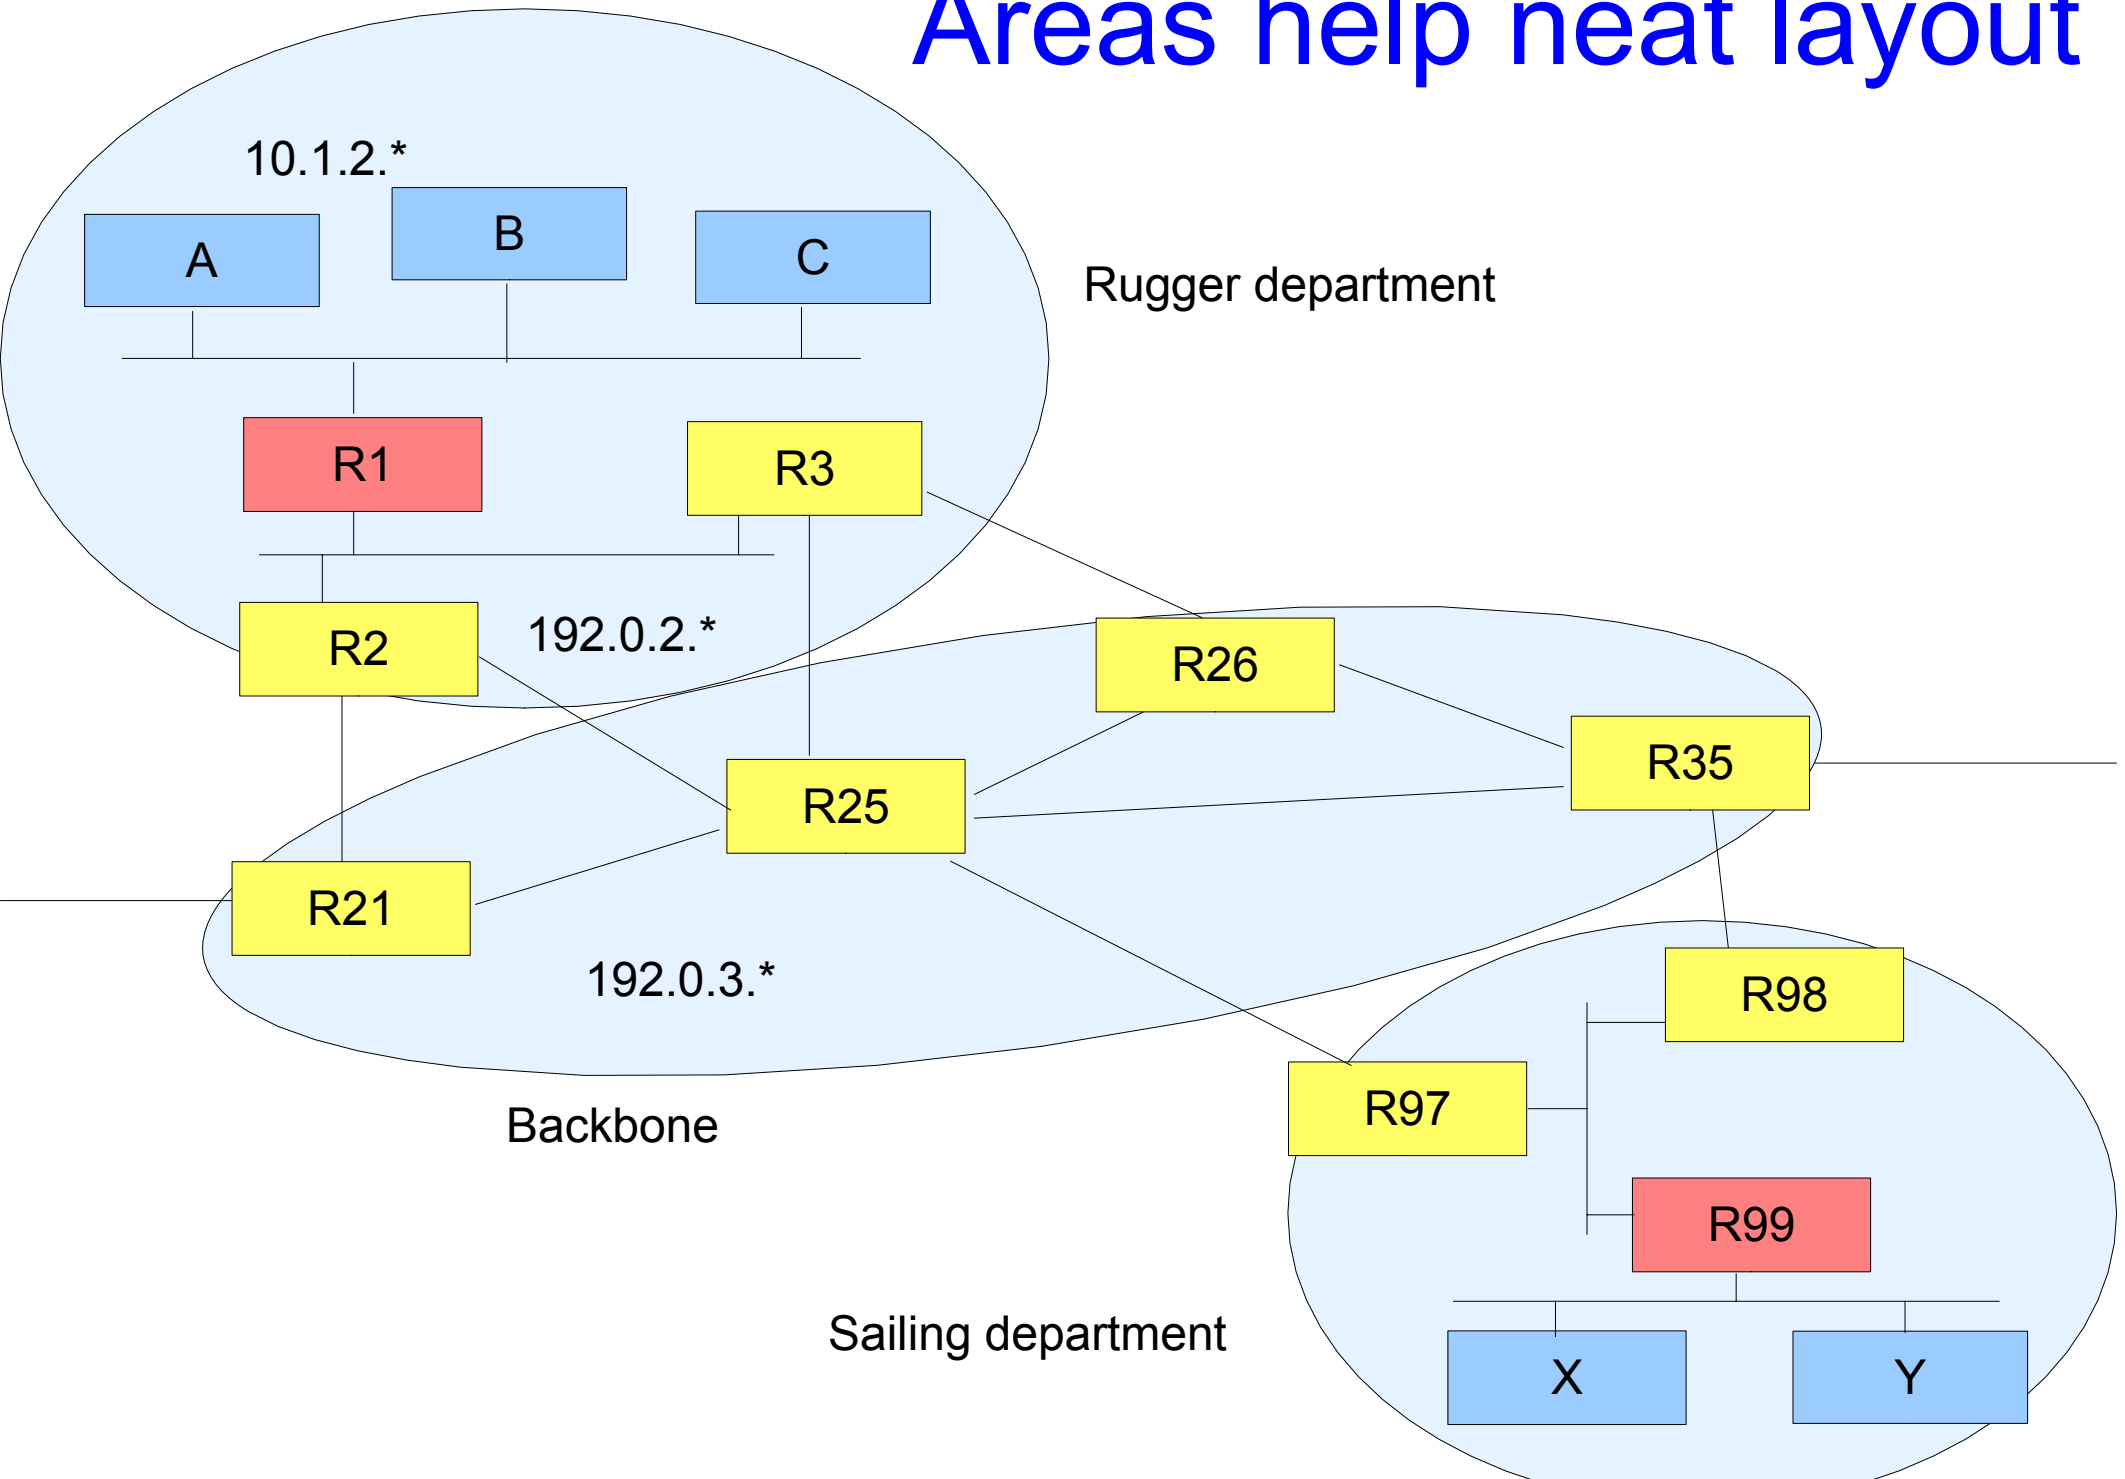 Areas help neat layout
10.1.2.*
A
B
C
Rugger department
R1
R3
R2
192.0.2.*
R26
R35
R25
R21
192.0.3.*
R98
Backbone
R97
R99
Sailing department
X
Y